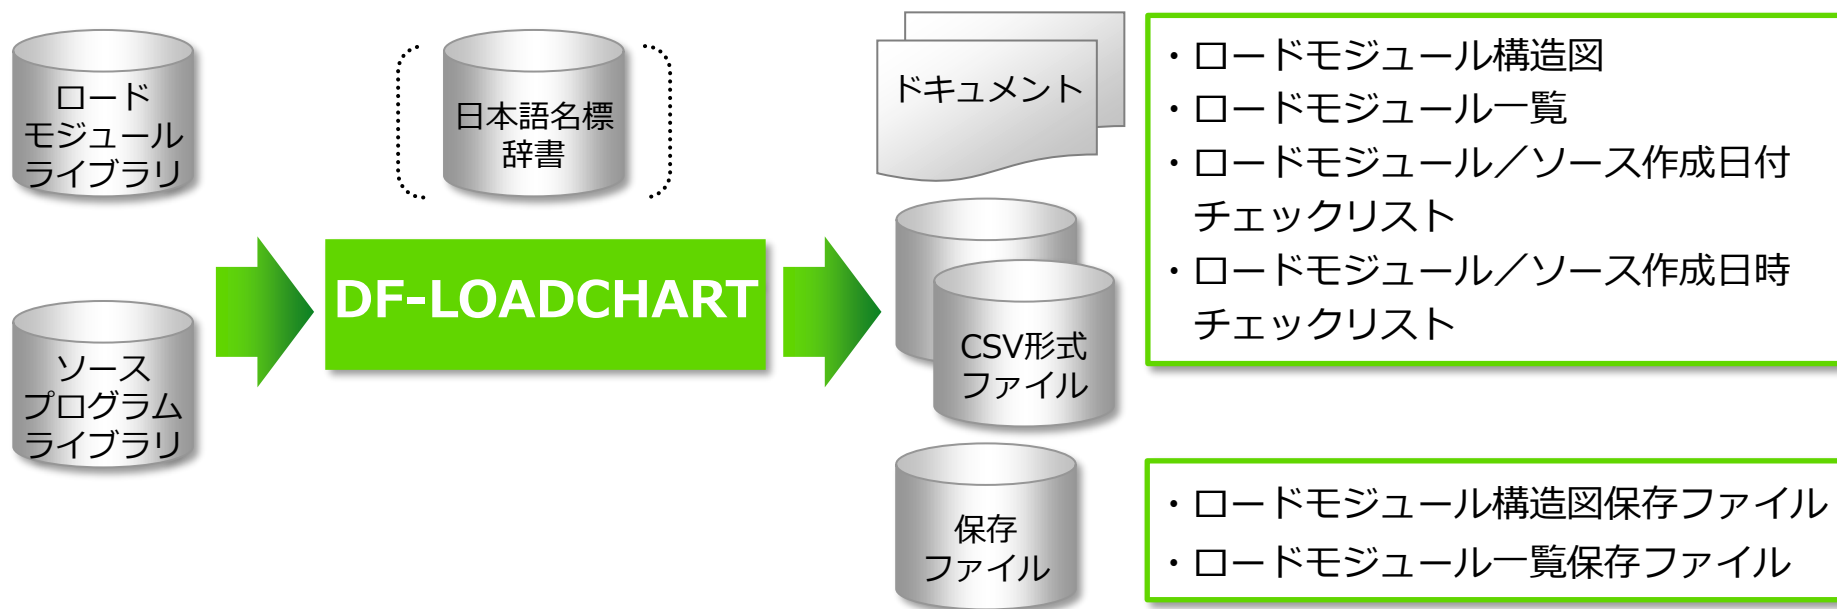 ロード
モジュール
ライブラリ
日本語名標
辞書
ドキュメント
・ロードモジュール構造図
・ロードモジュール一覧
・ロードモジュール／ソース作成日付
チェックリスト
・ロードモジュール／ソース作成日時
チェックリスト
DF-LOADCHART
ソース
プログラム
ライブラリ
CSV形式
ファイル
保存
ファイル
・ロードモジュール構造図保存ファイル
・ロードモジュール一覧保存ファイル